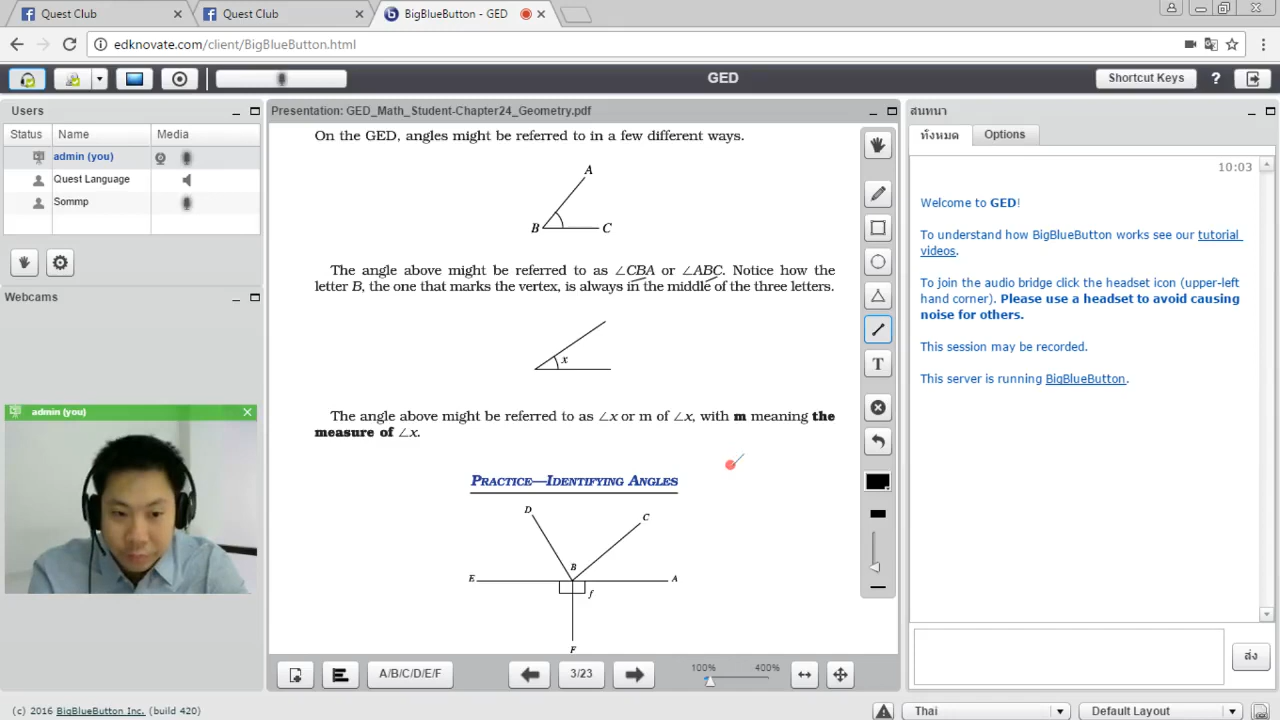 Quest Club
Quest Club
BigBlueButton - GED
edknovate.com/client/BigBlueButton.html
GED
Shortcut Keys
?
Users
Status Name Media
admin (you)
Quest Language
Sommp
Webcams
admin (you)
Presentation: GED_Math_Student-Chapter24_Geometry.pdf
On the GED, angles might be referred to in a few different ways.
A
B C
The angle above might be referred to as ∠CBA or ∠ABC. Notice how the
letter B, the one that marks the vertex, is always in the middle of the three letters.
x
The angle above might be referred to as ∠x or m of ∠x, with m meaning the
measure of ∠x.
PRACTICE—IDENTIFYING ANGLES
D C
B
E A
f
F
A/B/C/D/E/F
3/23
100% 400%
สนทนา
ทั้งหมด Options
10:03
Welcome to GED!
To understand how BigBlueButton works see our tutorial
videos.
To join the audio bridge click the headset icon (upper-left
hand corner). Please use a headset to avoid causing
noise for others.
This session may be recorded.
This server is running BigBlueButton.
ส่ง
T
(c) 2016 BigBlueButton Inc. (build 420)
Thai
Default Layout